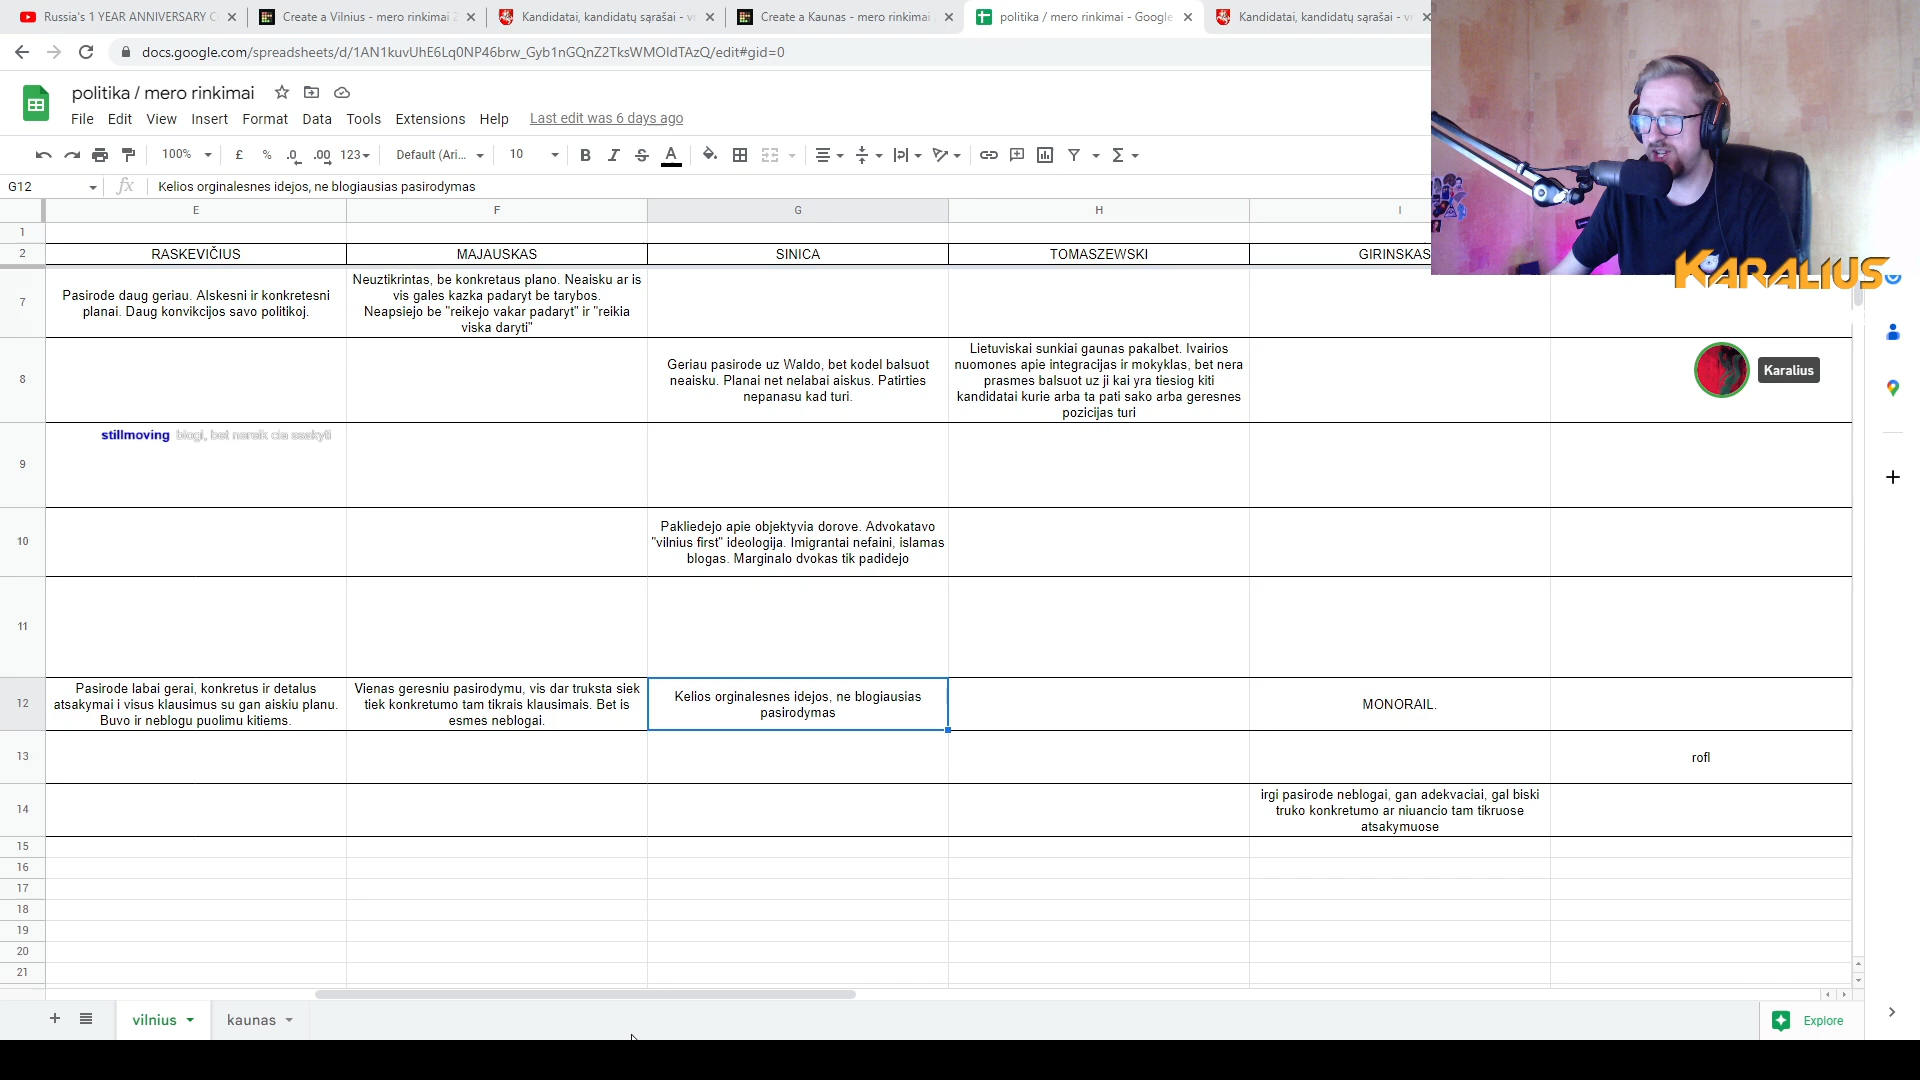 Russia's 1 YEAR ANNIVERSARY
Create a Vilnius - mero rinkimai
Kandidatai, kandidatų sąrašai - v
Create a Kaunas - mero rinkimai
politika / mero rinkimai - Google
Kandidatai, kandidatų sąrašai - v
docs.google.com/spreadsheets/d/1AN1kuvUhE6Lq0NP46brw_Gyb1nGQnZ2TksWMOIdTAzQ/edit#gid=0
politika / mero rinkimai
File Edit View Insert Format Data Tools Extensions Help Last edit was 6 days ago
100% £ % .0 .00 123 Default (Ari... 10 B I S A
G12 fx Kelios orginalesnes idejos, ne blogiausias pasirodymas
E F G H I
1
2 RASKEVIČIUS MAJAUSKAS SINICA TOMASZEWSKI GIRINSKAS
KARALIUS
7
Pasirode daug geriau. Alskesni ir konkretesni
planai. Daug konvikcijos savo politikoj.
Neuztikrintas, be konkretaus plano. Neaisku ar is
vis gales kazka padaryt be tarybos.
Neapsiejo be "reikejo vakar padaryt" ir "reikia
viska daryti"
8
Geriau pasirode uz Waldo, bet kodel balsuot
neaisku. Planai net nelabai aiskus. Patirties
nepanasu kad turi.
Lietuviskai sunkiai gaunas pakalbet. Ivairios
nuomones apie integracijas ir mokyklas, bet nera
prasmes balsuot uz ji kai yra tiesiog kiti
kandidatai kurie arba ta pati sako arba geresnes
pozicijas turi
Karalius
9
stillmoving blogi, bet nereik cia saakyti
10
Pakliedejo apie objektyvia dorove. Advokatavo
"vilnius first" ideologija. Imigrantai nefaini, islamas
blogas. Marginalo dvokas tik padidejo
11
12
Pasirode labai gerai, konkretus ir detalus
atsakymai i visus klausimus su gan aiskiu planu.
Buvo ir neblogu puolimu kitiems.
Vienas geresniu pasirodymu, vis dar truksta siek
tiek konkretumo tam tikrais klausimais. Bet is
esmes neblogai.
Kelios orginalesnes idejos, ne blogiausias
pasirodymas
MONORAIL.
13
rofl
14
irgi pasirode neblogai, gan adekvaciai, gal biski
truko konkretumo ar niuancio tam tikruose
atsakymuose
15
16
17
18
19
20
21
vilnius kaunas Explore